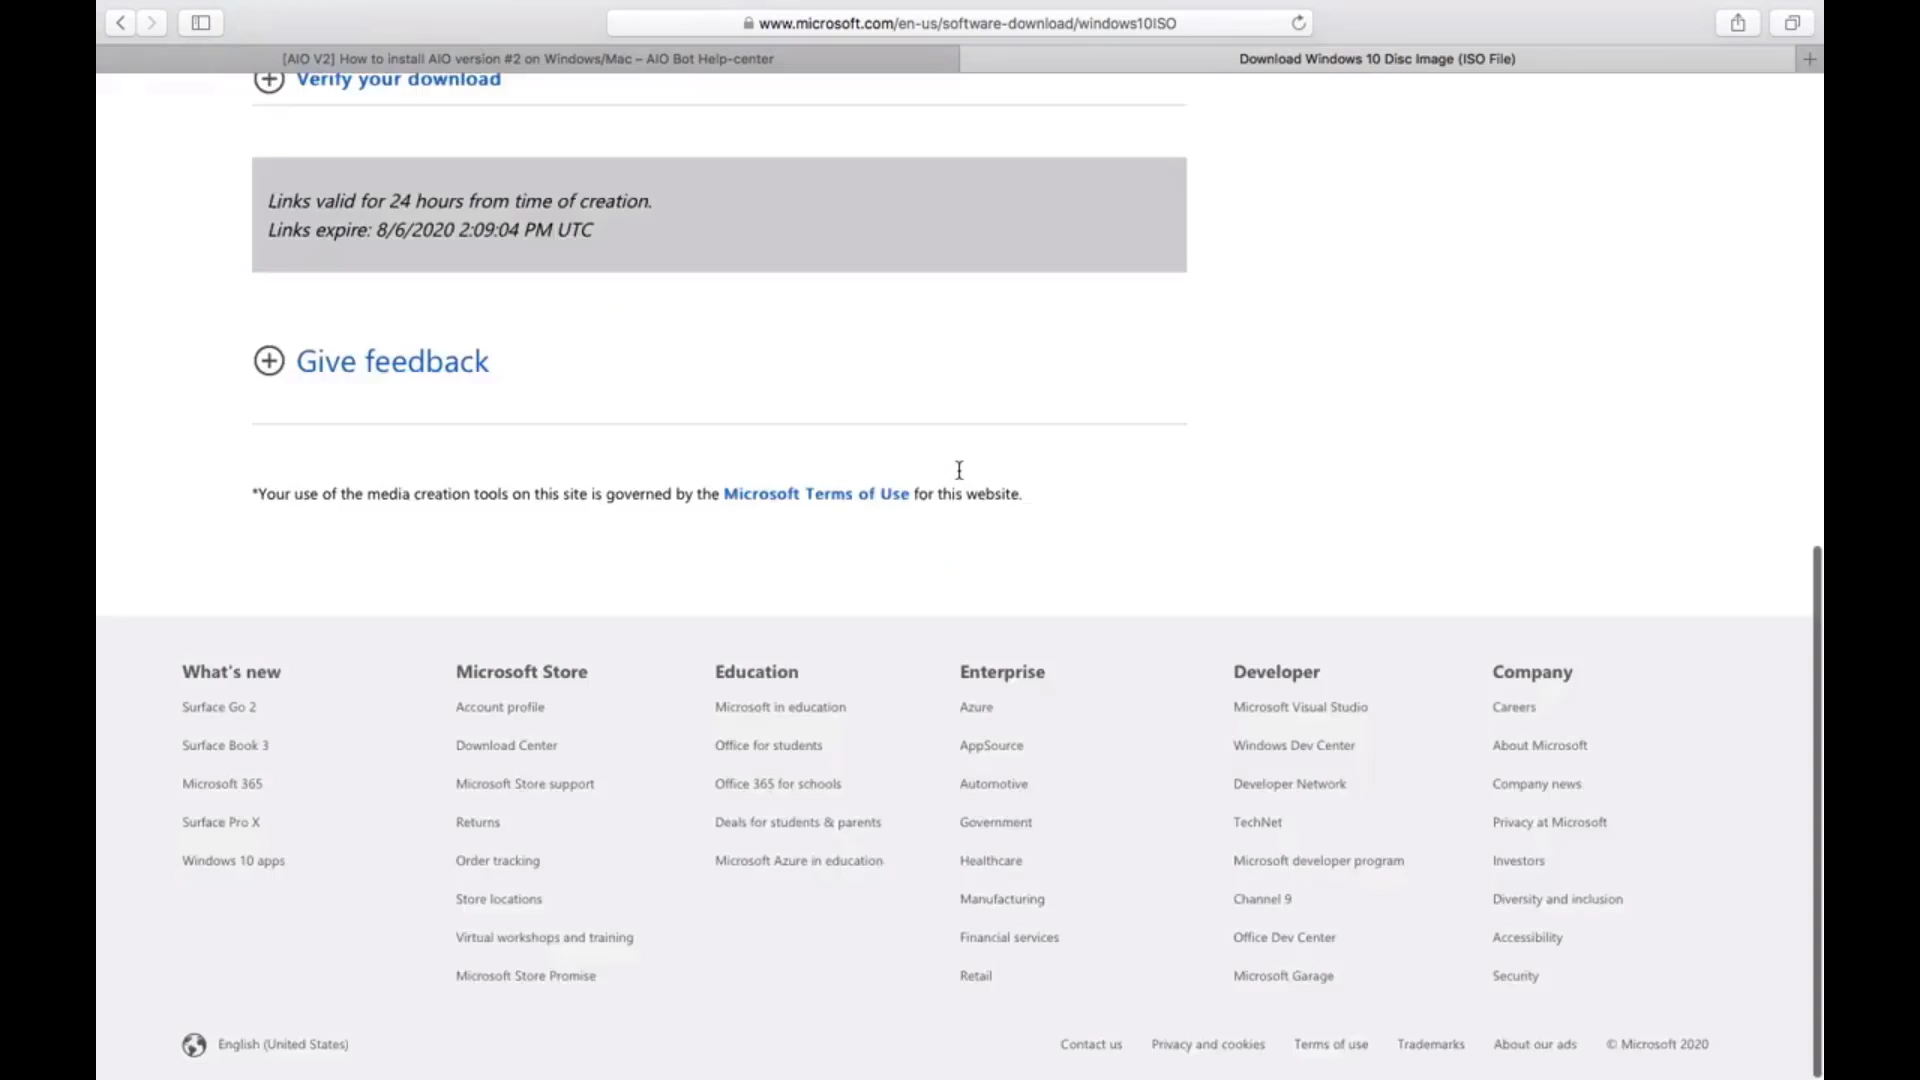 www.microsoft.com/en-us/software-download/windows10ISO
[AIO V2] How to install AIO version #2 on Windows/Mac – AIO Bot Help-center
Download Windows 10 Disc Image (ISO File)
Verify your download
Links valid for 24 hours from time of creation.
Links expire: 8/6/2020 2:09:04 PM UTC
Give feedback
*Your use of the media creation tools on this site is governed by the Microsoft Terms of Use for this website.
What's new
Surface Go 2
Surface Book 3
Microsoft 365
Surface Pro X
Windows 10 apps
Microsoft Store
Account profile
Download Center
Microsoft Store support
Returns
Order tracking
Store locations
Virtual workshops and training
Microsoft Store Promise
Education
Microsoft in education
Office for students
Office 365 for schools
Deals for students & parents
Microsoft Azure in education
Enterprise
Azure
AppSource
Automotive
Government
Healthcare
Manufacturing
Financial services
Retail
Developer
Microsoft Visual Studio
Windows Dev Center
Developer Network
TechNet
Microsoft developer program
Channel 9
Office Dev Center
Microsoft Garage
Company
Careers
About Microsoft
Company news
Privacy at Microsoft
Investors
Diversity and inclusion
Accessibility
Security
English (United States)
Contact us
Privacy and cookies
Terms of use
Trademarks
About our ads
© Microsoft 2020